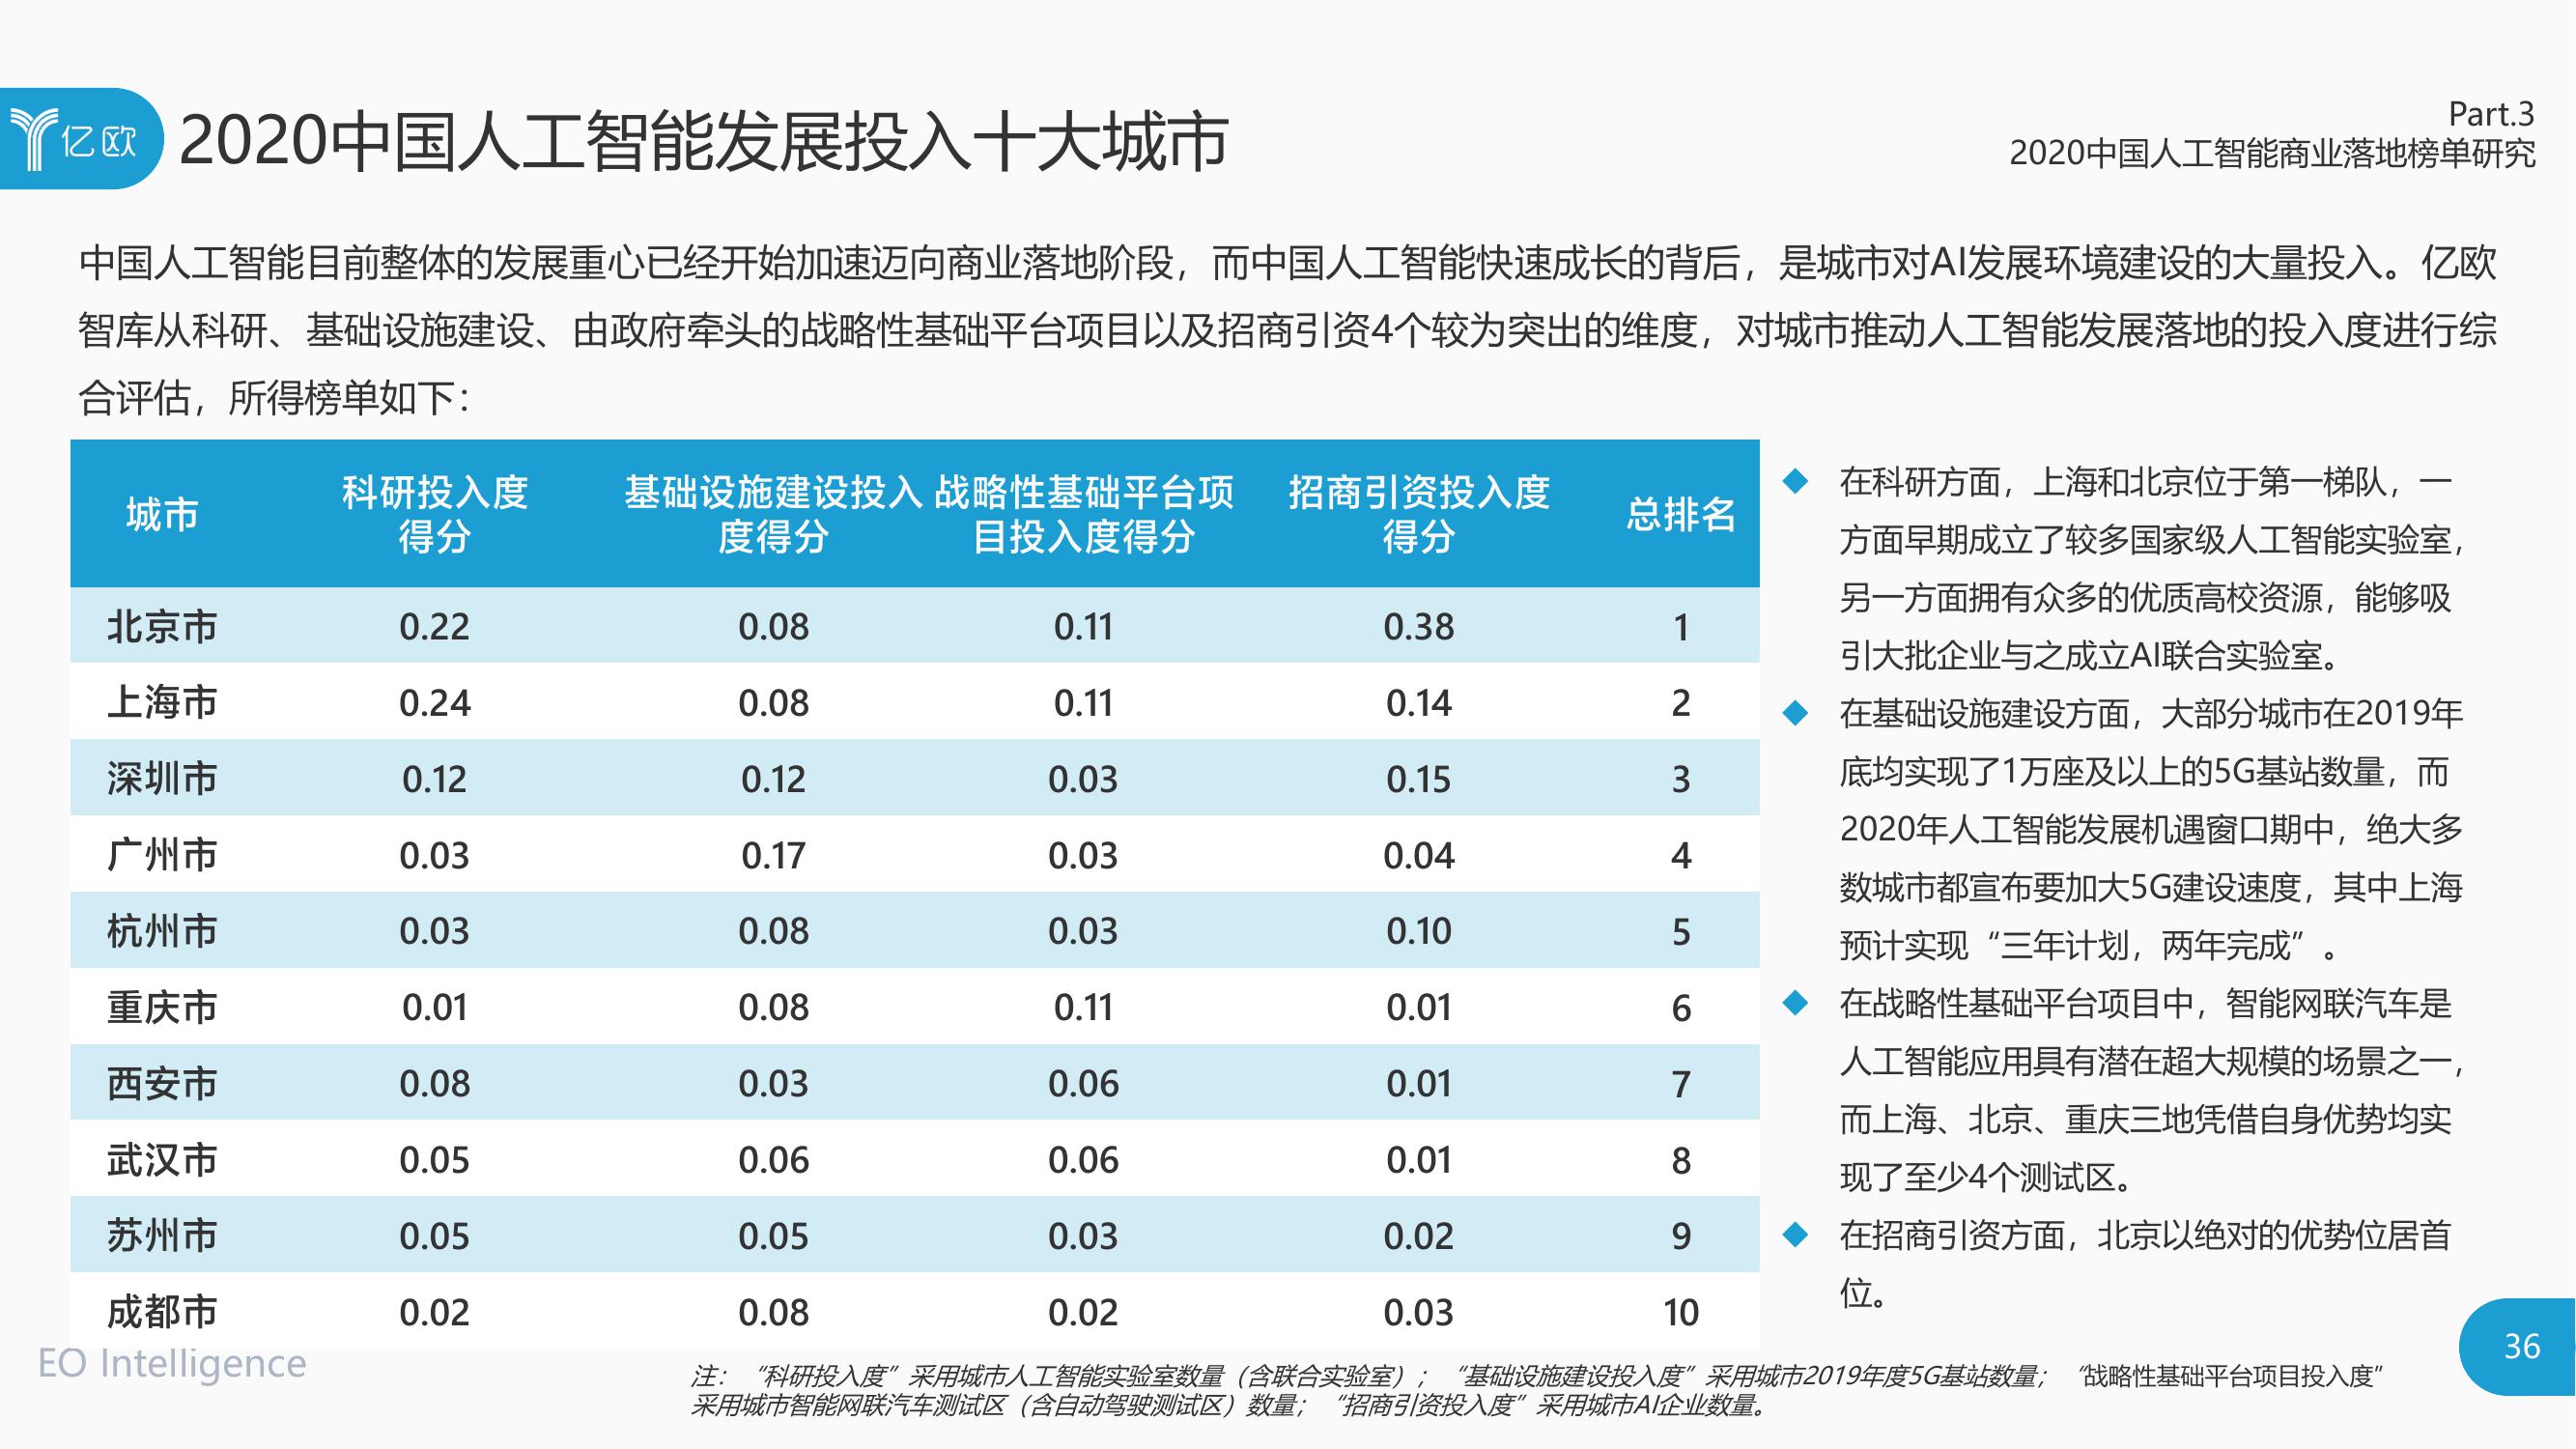 亿欧
2020中国人工智能发展投入十大城市
Part.3
2020中国人工智能商业落地榜单研究
中国人工智能目前整体的发展重心已经开始加速迈向商业落地阶段，而中国人工智能快速成长的背后，是城市对AI发展环境建设的大量投入。亿欧
智库从科研、基础设施建设、由政府牵头的战略性基础平台项目以及招商引资4个较为突出的维度，对城市推动人工智能发展落地的投入度进行综
合评估，所得榜单如下：
城市 科研投入度得分 基础设施建设投入度得分 战略性基础平台项目投入度得分 招商引资投入度得分 总排名
北京市 0.22 0.08 0.11 0.38 1
上海市 0.24 0.08 0.11 0.14 2
深圳市 0.12 0.12 0.03 0.15 3
广州市 0.03 0.17 0.03 0.04 4
杭州市 0.03 0.08 0.03 0.10 5
重庆市 0.01 0.08 0.11 0.01 6
西安市 0.08 0.03 0.06 0.01 7
武汉市 0.05 0.06 0.06 0.01 8
苏州市 0.05 0.05 0.03 0.02 9
成都市 0.02 0.08 0.02 0.03 10
◆ 在科研方面，上海和北京位于第一梯队，一
方面早期成立了较多国家级人工智能实验室，
另一方面拥有众多的优质高校资源，能够吸
引大批企业与之成立AI联合实验室。
◆ 在基础设施建设方面，大部分城市在2019年
底均实现了1万座及以上的5G基站数量，而
2020年人工智能发展机遇窗口期中，绝大多
数城市都宣布要加大5G建设速度，其中上海
预计实现“三年计划，两年完成”。
◆ 在战略性基础平台项目中，智能网联汽车是
人工智能应用具有潜在超大规模的场景之一，
而上海、北京、重庆三地凭借自身优势均实
现了至少4个测试区。
◆ 在招商引资方面，北京以绝对的优势位居首
位。
EO Intelligence
注：“科研投入度”采用城市人工智能实验室数量（含联合实验室）；“基础设施建设投入度”采用城市2019年度5G基站数量；“战略性基础平台项目投入度”
采用城市智能网联汽车测试区（含自动驾驶测试区）数量；“招商引资投入度”采用城市AI企业数量。
36